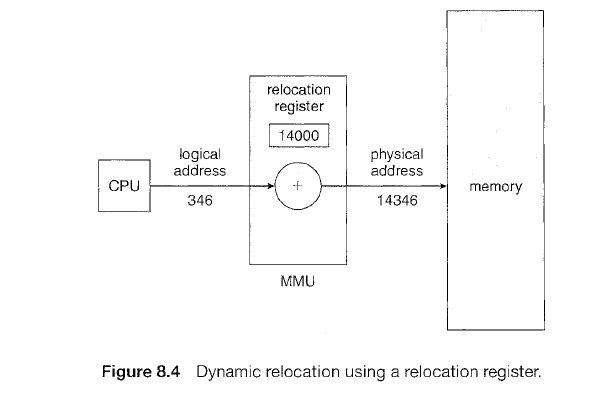 relocation
register
14000
logical
address
346
CPU
+
physical
address
14346
memory
MMU
Figure 8.4 Dynamic relocation using a relocation register.